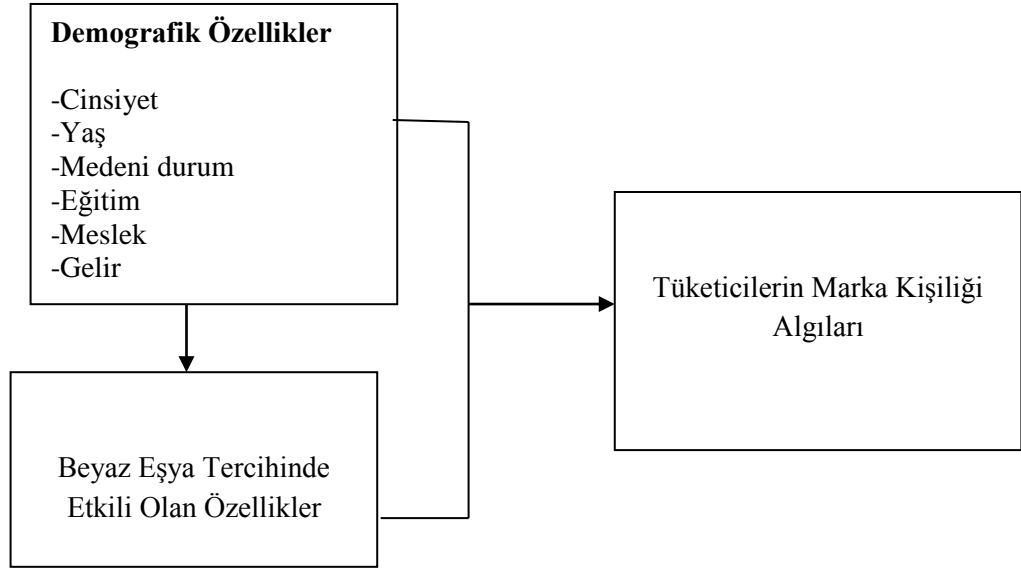 Demografik Özellikler
-Cinsiyet
-Yaş
-Medeni durum
-Eğitim
-Meslek
-Gelir
Tüketicilerin Marka Kişiliği
Algıları
Beyaz Eşya Tercihinde
Etkili Olan Özellikler